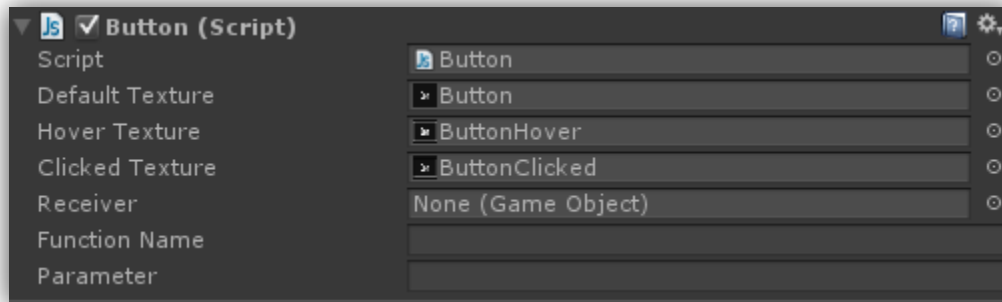 Button (Script)
Script Button
Default Texture Button
Hover Texture ButtonHover
Clicked Texture ButtonClicked
Receiver None (Game Object)
Function Name
Parameter